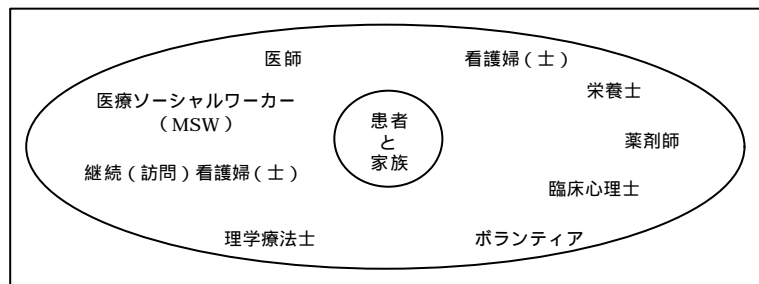 医師
看護婦（士）
医療ソーシャルワーカー
（MSW）
栄養士
患者
と
家族
薬剤師
継続（訪問）看護婦（士）
臨床心理士
理学療法士
ボランティア